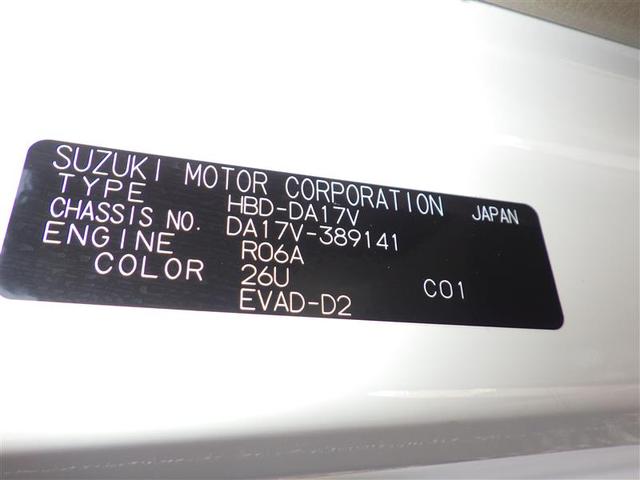 SUZUKI MOTOR CORPORATION JAPAN
TYPE HBD-DA17V
CHASSIS NO. DA17V-389141
ENGINE R06A
COLOR 26U C01
EVAD-D2